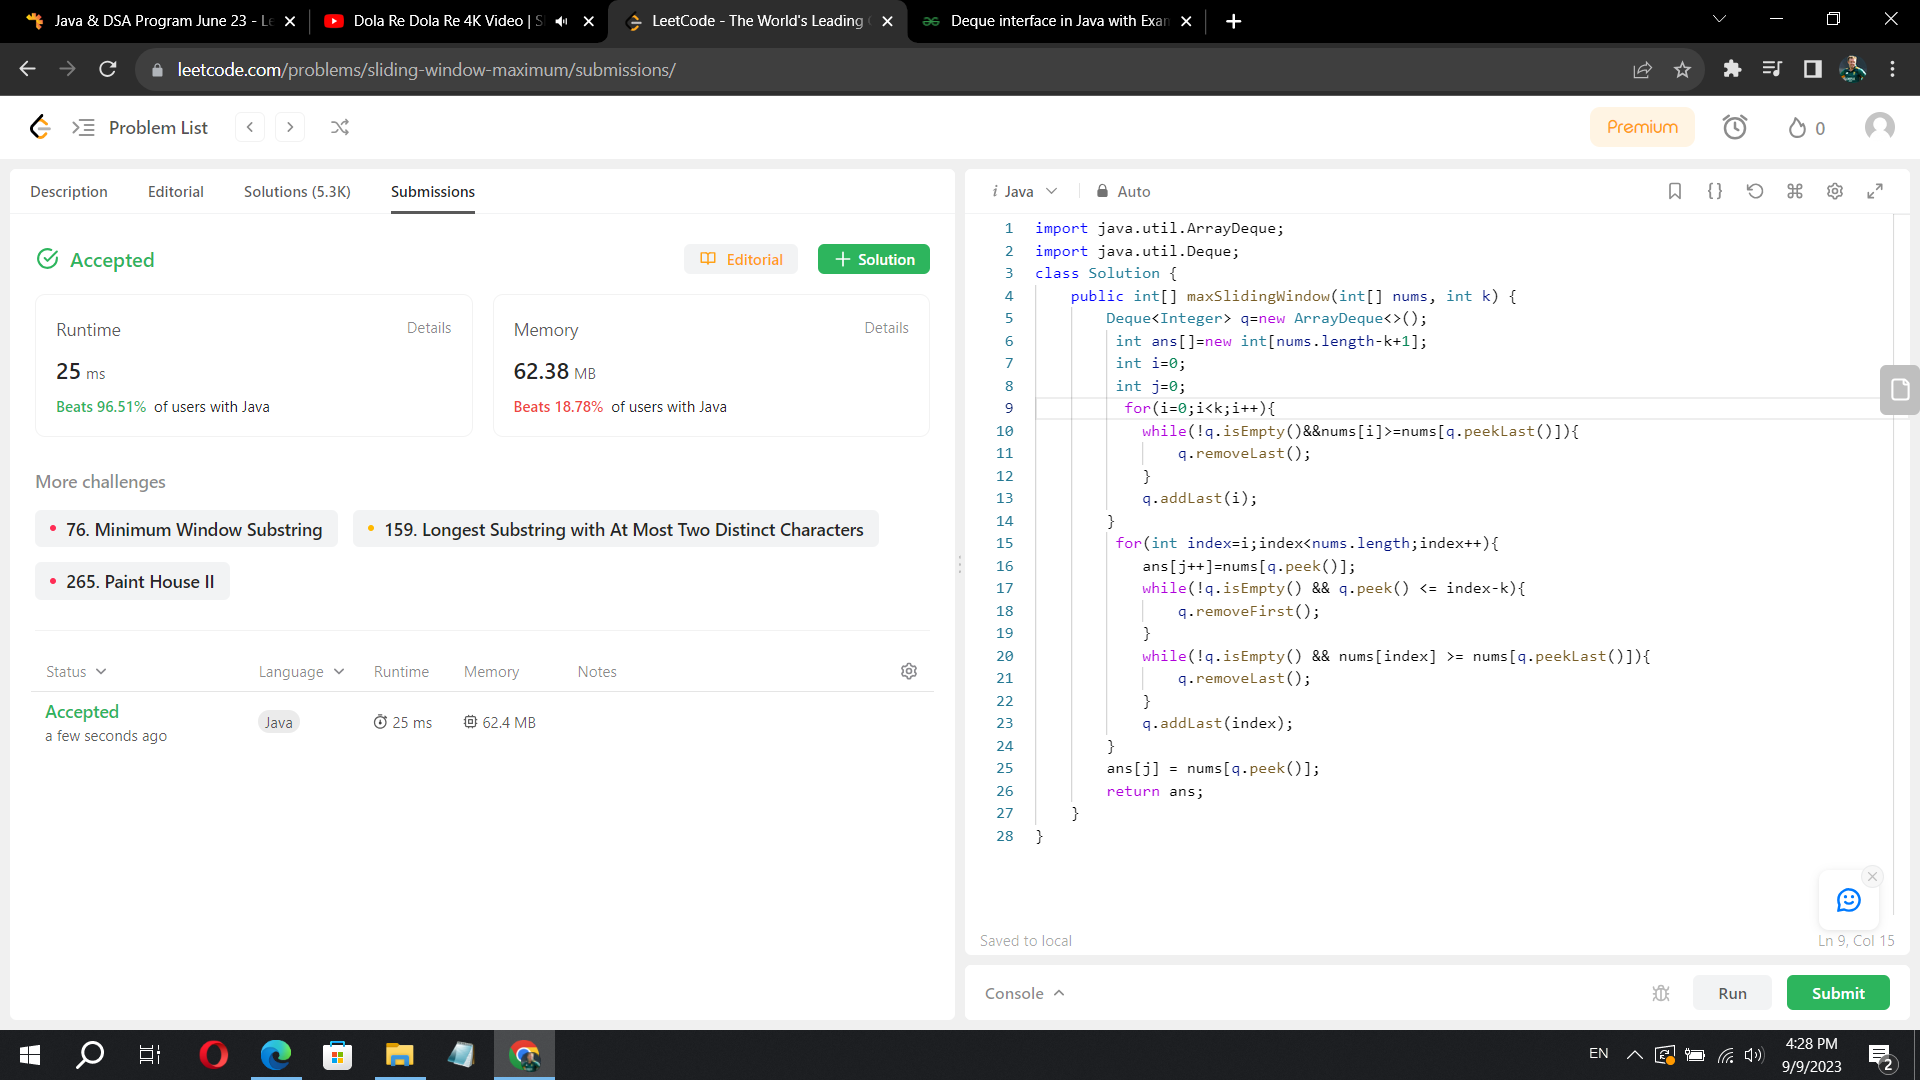 Java & DSA Program June 23 - Le
Dola Re Dola Re 4K Video | S
LeetCode - The World's Leading
Deque interface in Java with Exam
leetcode.com/problems/sliding-window-maximum/submissions/
Problem List
Premium
0
Description
Editorial
Solutions (5.3K)
Submissions
Accepted
Editorial
Solution
Runtime
Details
25 ms
Beats 96.51% of users with Java
Memory
Details
62.38 MB
Beats 18.78% of users with Java
More challenges
76. Minimum Window Substring
159. Longest Substring with At Most Two Distinct Characters
265. Paint House II
Status
Language
Runtime
Memory
Notes
Accepted
a few seconds ago
Java
25 ms
62.4 MB
i Java
Auto
1 import java.util.ArrayDeque;
2 import java.util.Deque;
3 class Solution {
4 public int[] maxSlidingWindow(int[] nums, int k) {
5 Deque<Integer> q=new ArrayDeque<>();
6 int ans[]=new int[nums.length-k+1];
7 int i=0;
8 int j=0;
9 for(i=0;i<k;i++){
10 while(!q.isEmpty()&&nums[i]>=nums[q.peekLast()]){
11 q.removeLast();
12 }
13 q.addLast(i);
14 }
15 for(int index=i;index<nums.length;index++){
16 ans[j++]=nums[q.peek()];
17 while(!q.isEmpty() && q.peek() <= index-k){
18 q.removeFirst();
19 }
20 while(!q.isEmpty() && nums[index] >= nums[q.peekLast()]){
21 q.removeLast();
22 }
23 q.addLast(index);
24 }
25 ans[j] = nums[q.peek()];
26 return ans;
27 }
28 }
Saved to local
Ln 9, Col 15
Console
Run
Submit
EN
4:28 PM
9/9/2023
2